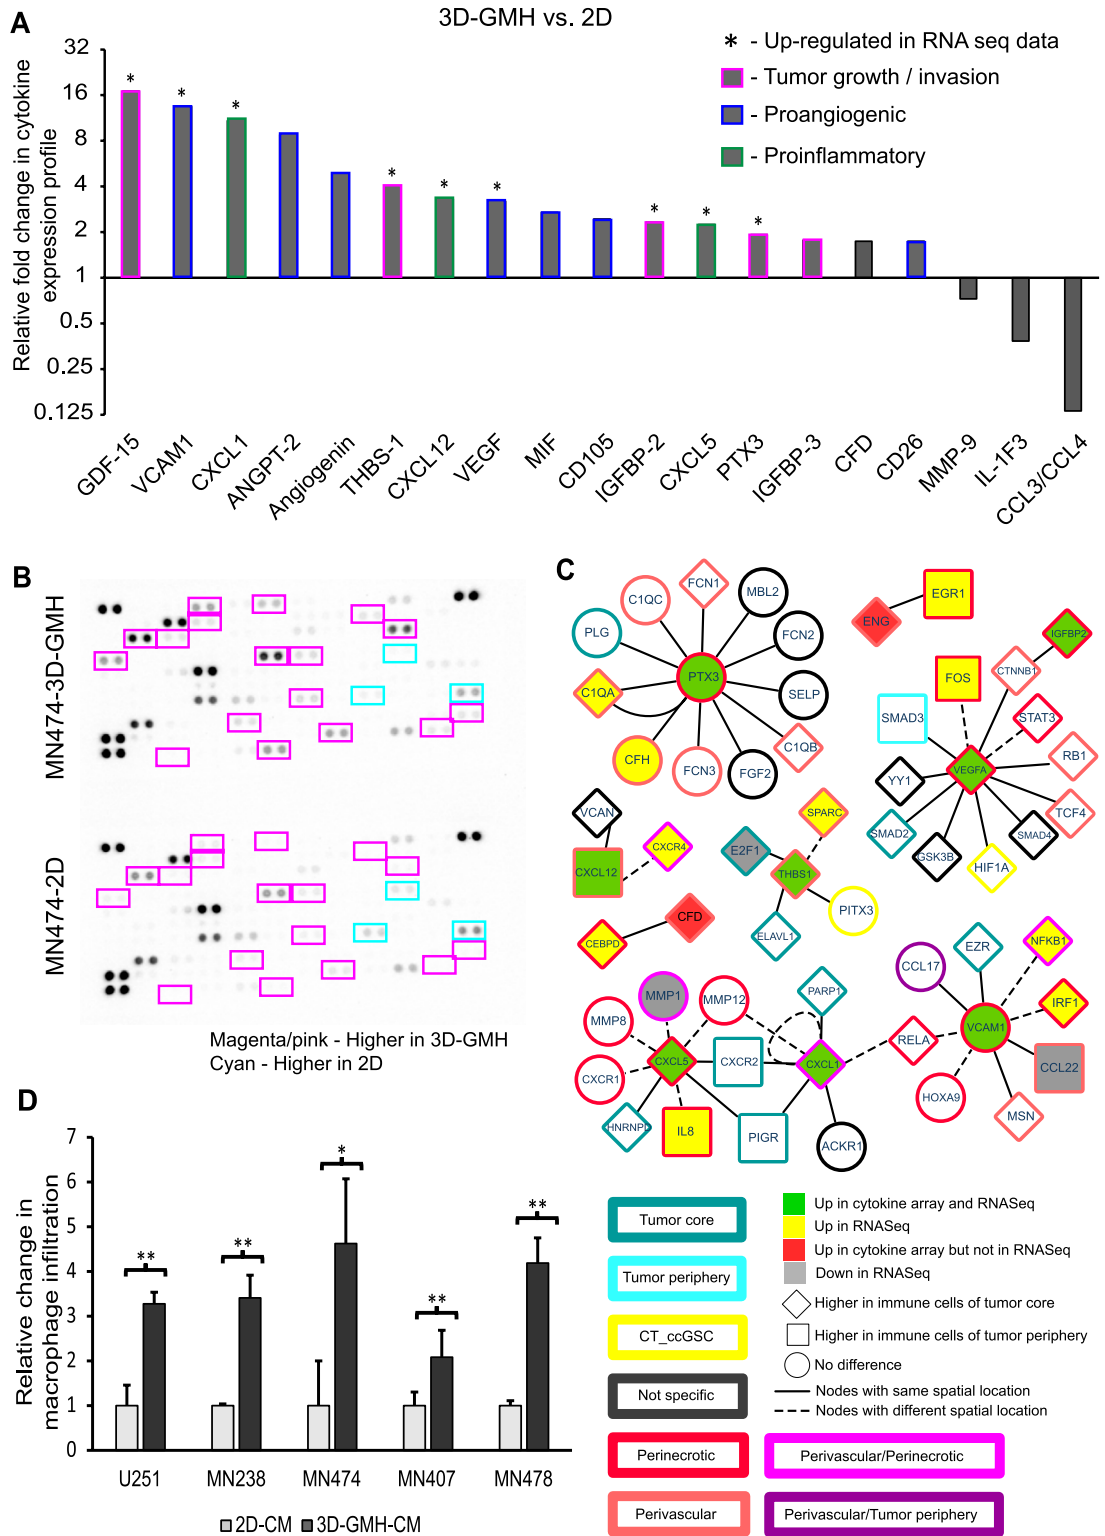 A
3D-GMH vs. 2D
* - Up-regulated in RNA seq data
- Tumor growth / invasion
- Proangiogenic
- Proinflammatory
Relative fold change in cytokine
expression profile
32
16
8
4
2
1
0.5
0.25
0.125
* * * * * * * * *
GDF-15
VCAM1
CXCL1
ANGPT-2
Angiogenin
THBS-1
CXCL12
VEGF
MIF
CD105
IGFBP-2
CXCL5
PTX3
IGFBP-3
CFD
CD26
MMP-9
IL-1F3
CCL3/CCL4
B
MN474-3D-GMH
MN474-2D
Magenta/pink - Higher in 3D-GMH
Cyan - Higher in 2D
C
FCN1
C1QC
MBL2
PLG
FCN2
PTX3
C1QA
SELP
CFH
FCN3
FGF2
C1QB
EGR1
ENG
IGFBP2
CTNNB1
FOS
STAT3
SMAD3
RB1
VEGFA
YY1
TCF4
SMAD2
SMAD4
GSK3B
HIF1A
VCAN
CXCR4
CXCL12
SPARC
E2F1
THBS1
PITX3
ELAVL1
CFD
CEBPD
CCL17
EZR
NFKB1
IRF1
VCAM1
RELA
CCL22
HOXA9
MSN
MMP1
MMP12
PARP1
MMP8
CXCL5
CXCR2
CXCL1
CXCR1
HNRNPD
IL8
PIGR
ACKR1
Tumor core
Tumor periphery
CT_ccGSC
Not specific
Perinecrotic
Perivascular
Perivascular/Perinecrotic
Perivascular/Tumor periphery
Up in cytokine array and RNASeq
Up in RNASeq
Up in cytokine array but not in RNASeq
Down in RNASeq
Higher in immune cells of tumor core
Higher in immune cells of tumor periphery
No difference
Nodes with same spatial location
Nodes with different spatial location
D
Relative change in
macrophage infiltration
7
6
5
4
3
2
1
0
** ** * ** **
U251
MN238
MN474
MN407
MN478
2D-CM
3D-GMH-CM